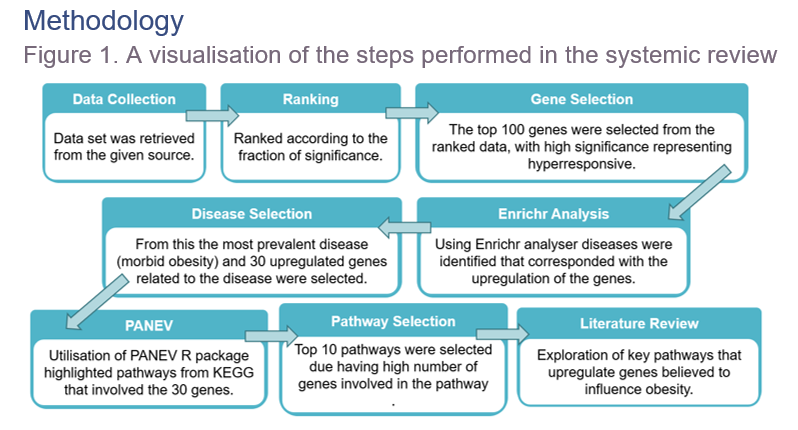 Methodology
Figure 1. A visualisation of the steps performed in the systemic review
Data Collection
Data set was retrieved
from the given source.
Ranking
Ranked according to the
fraction of significance.
Gene Selection
The top 100 genes were selected from the
ranked data, with high significance representing
hyperresponsive.
Enrichr Analysis
Using Enrichr analyser diseases were
identified that corresponded with the
upregulation of the genes.
Disease Selection
From this the most prevalent disease
(morbid obesity) and 30 upregulated genes
related to the disease were selected.
PANEV
Utilisation of PANEV R package
highlighted pathways from KEGG
that involved the 30 genes.
Pathway Selection
Top 10 pathways were selected
due having high number of
genes involved in the pathway
.
Literature Review
Exploration of key pathways that
upregulate genes believed to
influence obesity.